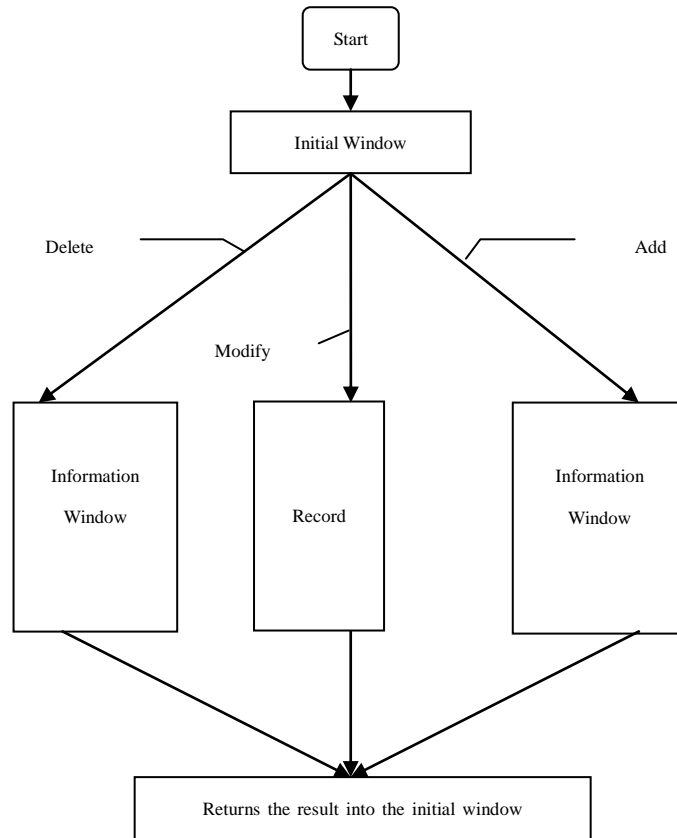 Start
Initial Window
Delete
Add
Modify
Information
Window
Record
Information
Window
Returns the result into the initial window